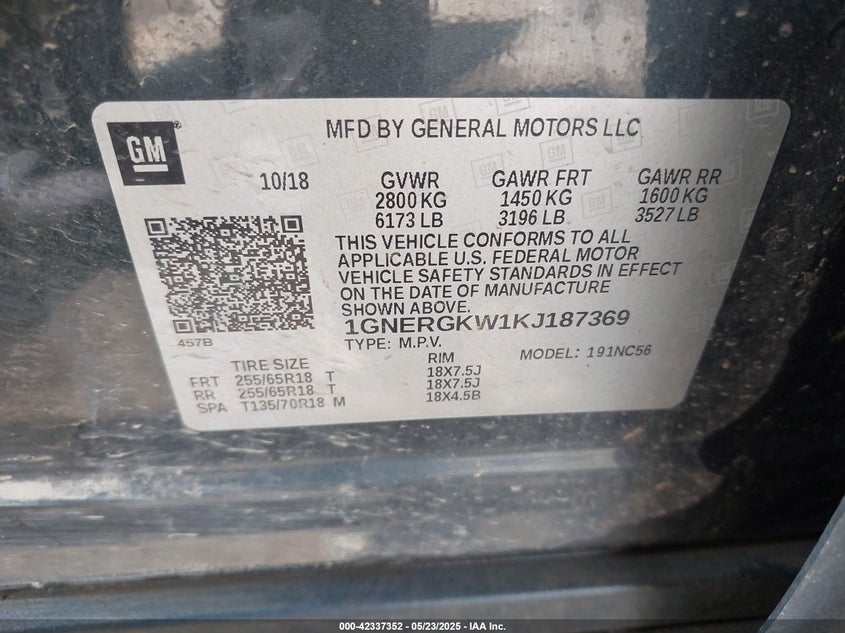 GM
MFD BY GENERAL MOTORS LLC
10/18 GVWR GAWR FRT GAWR RR
2800 KG 1450 KG 1600 KG
6173 LB 3196 LB 3527 LB
THIS VEHICLE CONFORMS TO ALL
APPLICABLE U.S. FEDERAL MOTOR
VEHICLE SAFETY STANDARDS IN EFFECT
ON THE DATE OF MANUFACTURE
SHOWN ABOVE.
1GNERGKW1KJ187369
457B TYPE: M.P.V. MODEL: 191NC56
TIRE SIZE RIM
FRT 255/65R18 T 18X7.5J
RR 255/65R18 T 18X7.5J
SPA T135/70R18 M 18X4.5B
000-42337352 — 05/23/2025 — IAA Inc.